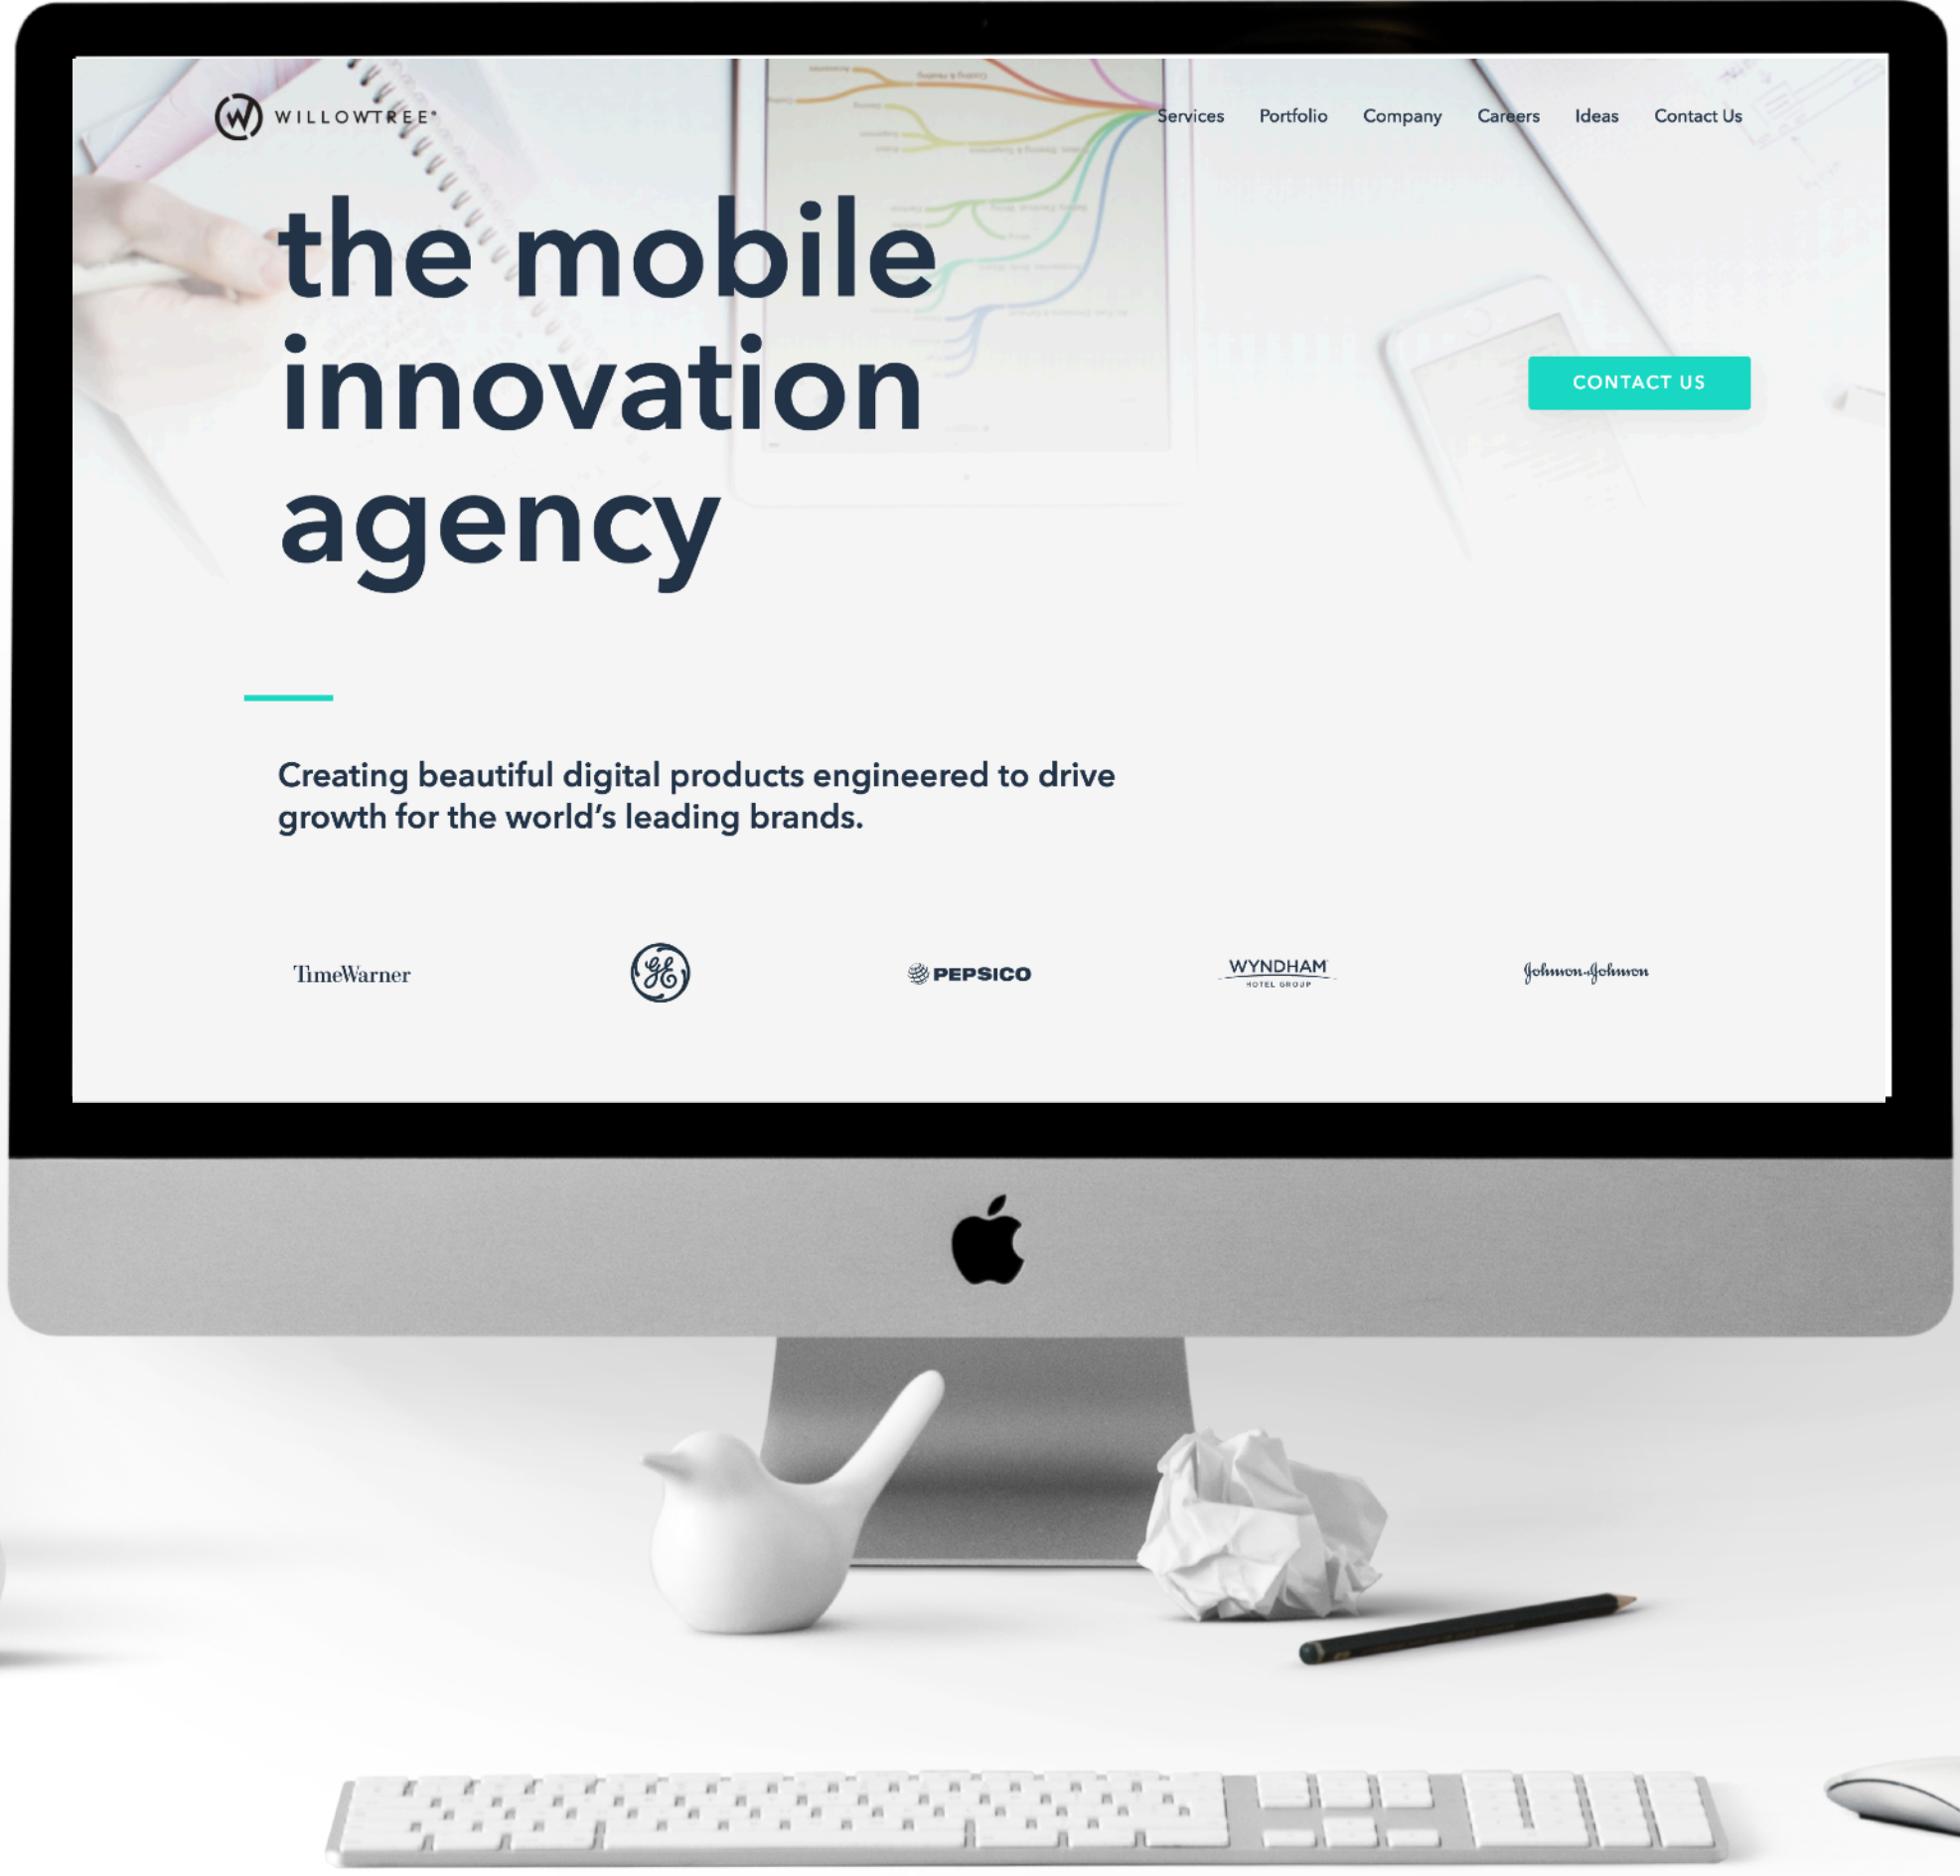 WILLOWTREE®
Services Portfolio Company Careers Ideas Contact Us
the mobile
innovation
agency
CONTACT US
Creating beautiful digital products engineered to drive
growth for the world’s leading brands.
TimeWarner
GE
PEPSICO
WYNDHAM
HOTEL GROUP
Johnson&Johnson